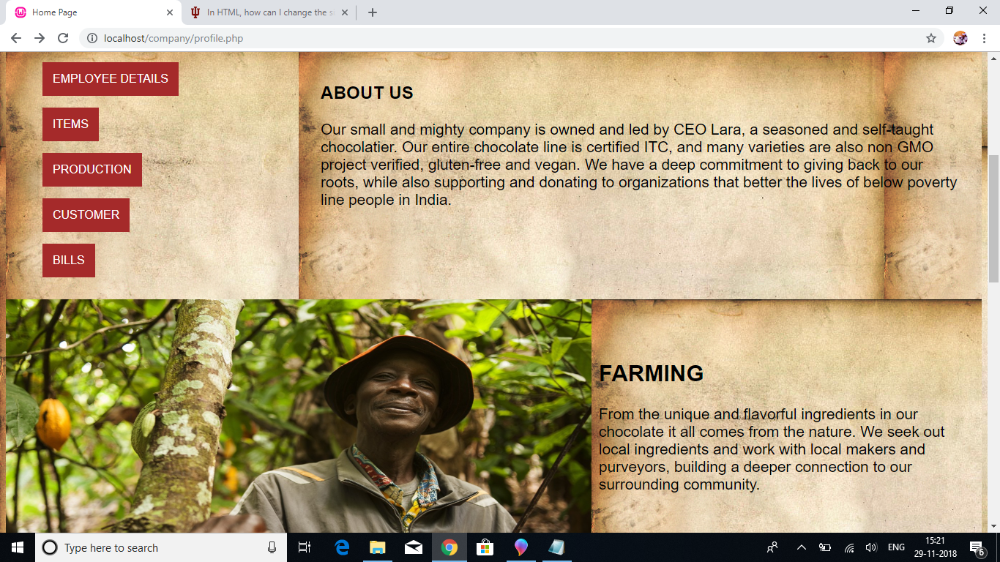 Home Page
In HTML, how can I change the si
localhost/company/profile.php
EMPLOYEE DETAILS
ITEMS
PRODUCTION
CUSTOMER
BILLS
ABOUT US
Our small and mighty company is owned and led by CEO Lara, a seasoned and self-taught
chocolatier. Our entire chocolate line is certified ITC, and many varieties are also non GMO
project verified, gluten-free and vegan. We have a deep commitment to giving back to our
roots, while also supporting and donating to organizations that better the lives of below poverty
line people in India.
FARMING
From the unique and flavorful ingredients in our
chocolate it all comes from the nature. We seek out
local ingredients and work with local makers and
purveyors, building a deeper connection to our
surrounding community.
Type here to search
ENG
15:21
29-11-2018
6